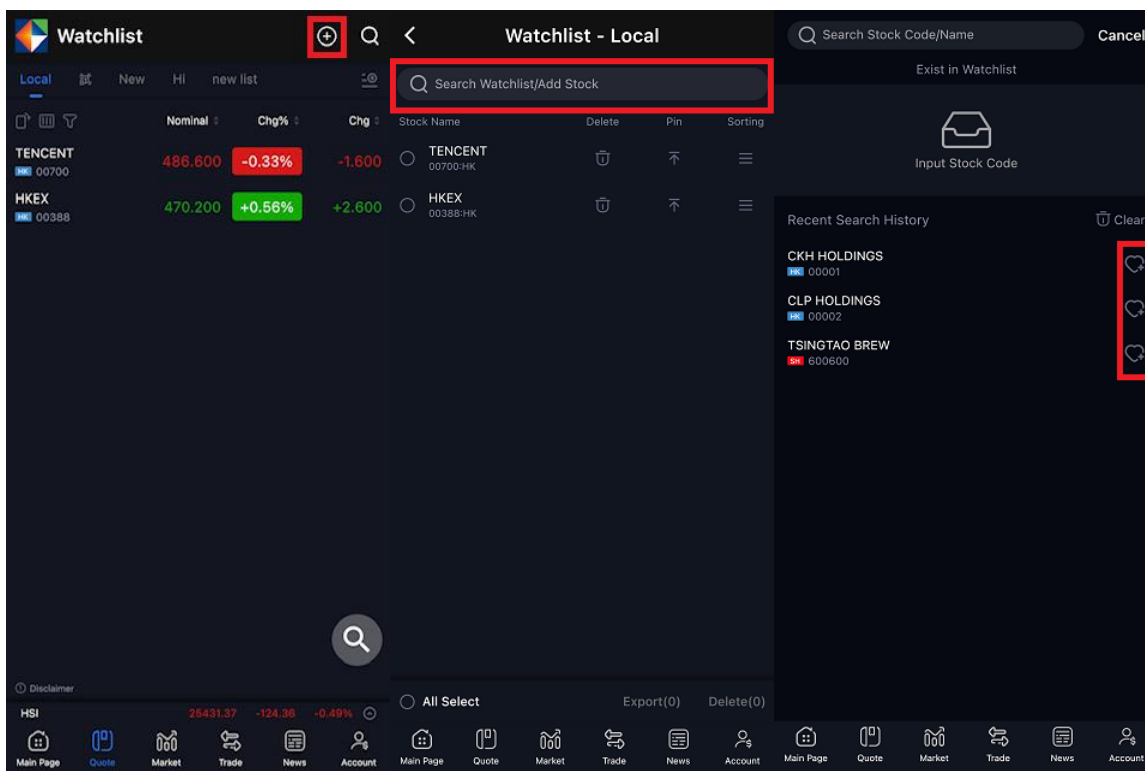 Watchlist
Local 試 New Hi new list
Nominal Chg% Chg
TENCENT
HK 00700
486.600 -0.33% -1.600
HKEX
HK 00388
470.200 +0.56% +2.600
Disclaimer
HSI 25431.37 -124.36 -0.49%
Main Page Quote Market Trade News Account
Watchlist - Local
Search Watchlist/Add Stock
Stock Name Delete Pin Sorting
TENCENT
00700:HK
HKEX
00388:HK
All Select Export(0) Delete(0)
Main Page Quote Market Trade News Account
Search Stock Code/Name Cancel
Exist in Watchlist
Input Stock Code
Recent Search History Clear
CKH HOLDINGS
HK 00001
CLP HOLDINGS
HK 00002
TSINGTAO BREW
SH 600600
Main Page Quote Market Trade News Account